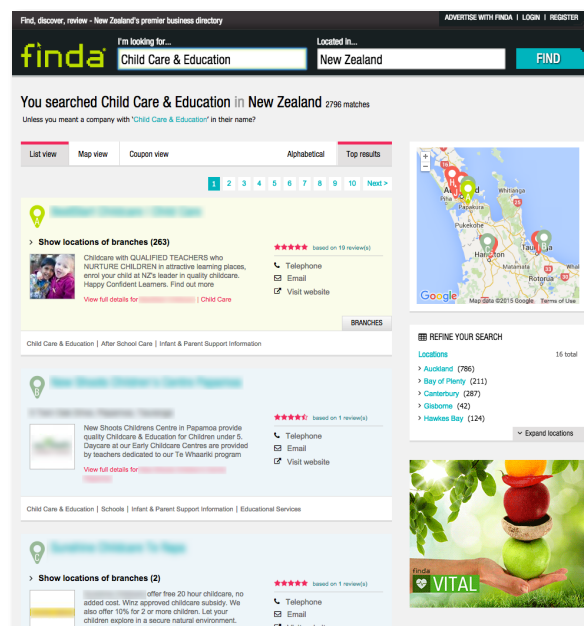 Find, discover, review - New Zealand's premier business directory
ADVERTISE WITH FINDA | LOGIN | REGISTER
finda
I'm looking for...
Located in...
Child Care & Education
New Zealand
FIND
You searched Child Care & Education in New Zealand 2796 matches
Unless you meant a company with 'Child Care & Education' in their name?
List view Map view Coupon view Alphabetical Top results
1 2 3 4 5 6 7 8 9 10 Next >
A
> Show locations of branches (263)
Childcare with QUALIFIED TEACHERS who
NURTURE CHILDREN in attractive learning places,
enrol your child at NZ's leader in quality childcare.
Happy Confident Learners. Find out more
View full details for | Child Care
based on 19 review(s)
Telephone
Email
Visit website
BRANCHES
Child Care & Education | After School Care | Infant & Parent Support Information
B
New Shoots Childrens Centre in Papamoa provide
quality Childcare & Education for Children under 5.
Daycare at our Early Childcare Centres are provided
by teachers dedicated to our Te Whaariki program
View full details for
based on 1 review(s)
Telephone
Email
Visit website
Child Care & Education | Schools | Infant & Parent Support Information | Educational Services
C
> Show locations of branches (2)
offer free 20 hour childcare, no
added cost. Winz approved childcare subsidy. We
also offer 10% for 2 or more children. Let your
children explore in a secure natural environment.
based on 1 review(s)
Telephone
Email
+
−
16
Whitianga
Piha
Papakura
25
Pukekohe
Matamata
33
Whal
Rotorua
30
Google
Map data ©2015 Google Terms of Use
REFINE YOUR SEARCH
Locations 16 total
> Auckland (786)
> Bay of Plenty (211)
> Canterbury (287)
> Gisborne (42)
> Hawkes Bay (124)
Expand locations
finda
VITAL